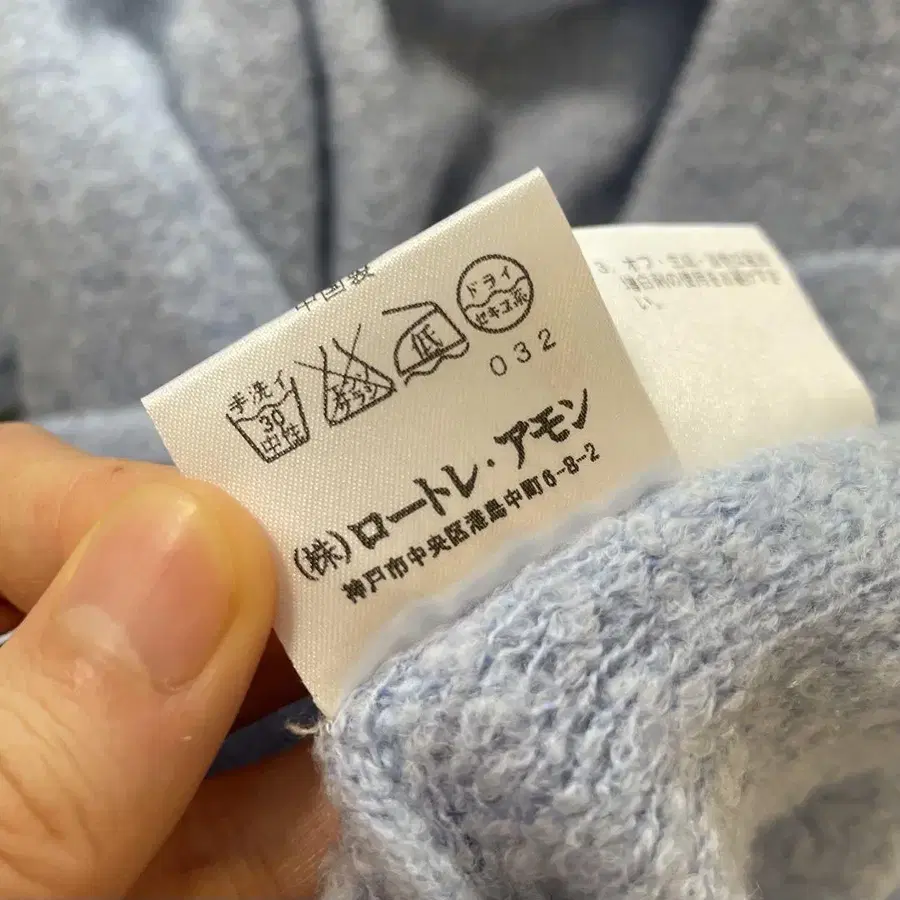 中国製
手洗イ
30
中性
エンソ
サラシ
低
ドライ
セキユ系
032
(株)ロートレ・アモン
神戸市中央区港島中町6-8-2
い。